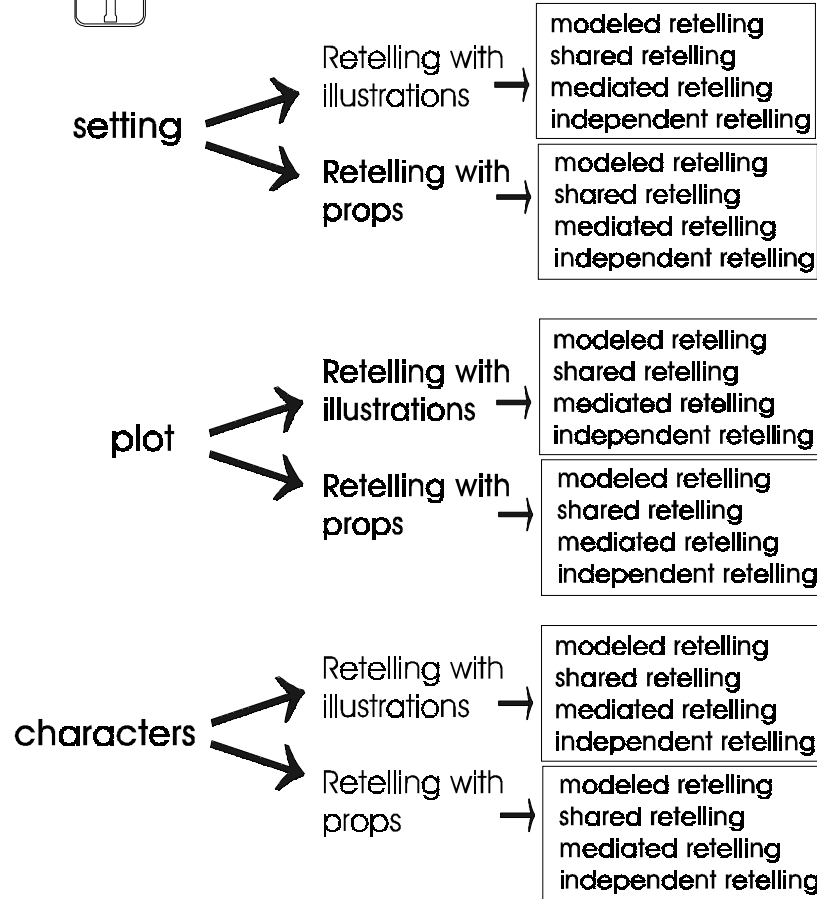 setting
Retelling with
illustrations
modeled retelling
shared retelling
mediated retelling
independent retelling
Retelling with
props
modeled retelling
shared retelling
mediated retelling
independent retelling
plot
Retelling with
illustrations
modeled retelling
shared retelling
mediated retelling
independent retelling
Retelling with
props
modeled retelling
shared retelling
mediated retelling
independent retelling
characters
Retelling with
illustrations
modeled retelling
shared retelling
mediated retelling
independent retelling
Retelling with
props
modeled retelling
shared retelling
mediated retelling
independent retelling